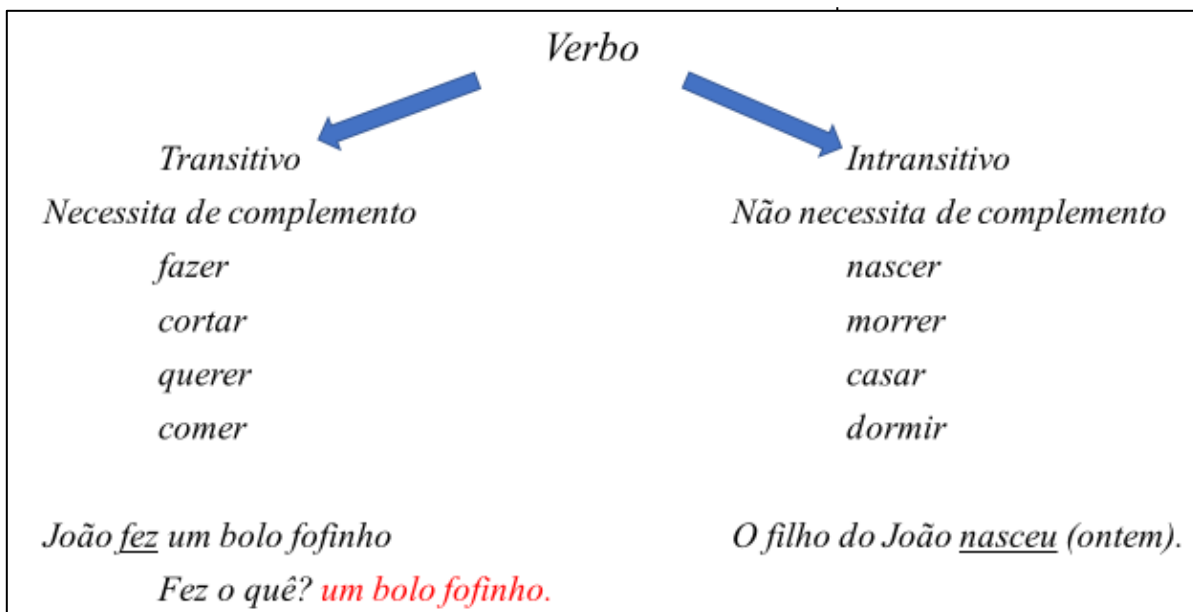 Verbo
Transitivo
Necessita de complemento
fazer
cortar
querer
comer
João fez um bolo fofinho
Fez o quê? um bolo fofinho.
Intransitivo
Não necessita de complemento
nascer
morrer
casar
dormir
O filho do João nasceu (ontem).